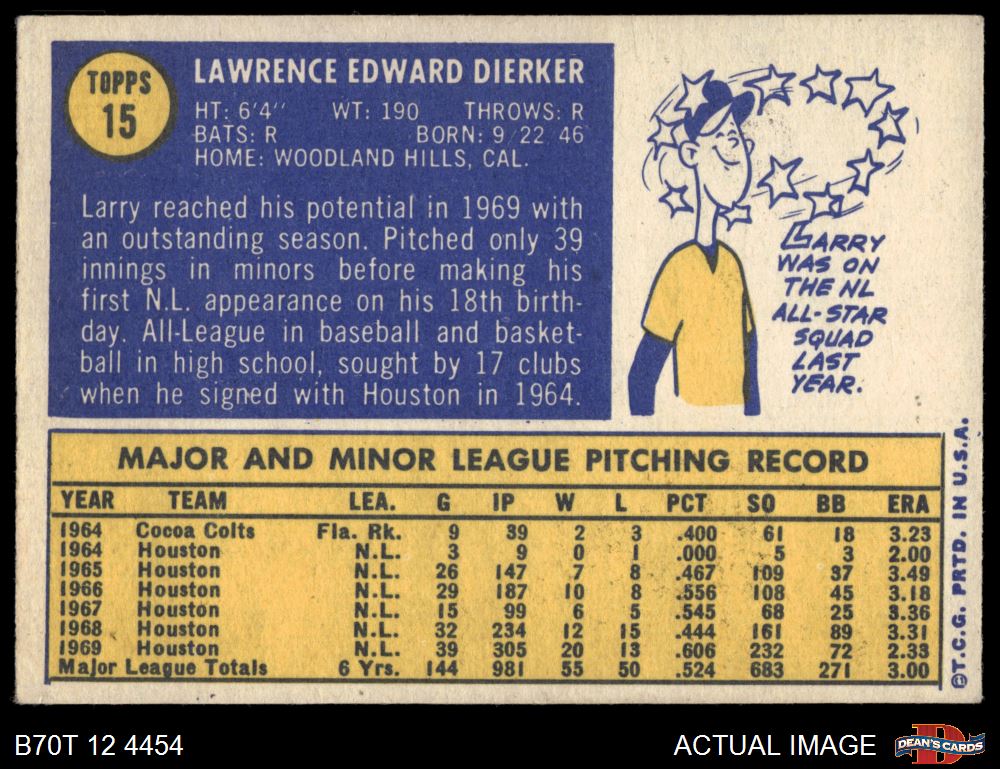 TOPPS
15
LAWRENCE EDWARD DIERKER
HT: 6'4" WT: 190 THROWS: R
BATS: R BORN: 9 22 46
HOME: WOODLAND HILLS, CAL.
Larry reached his potential in 1969 with
an outstanding season. Pitched only 39
innings in minors before making his
first N.L. appearance on his 18th birth-
day. All-League in baseball and basket-
ball in high school, sought by 17 clubs
when he signed with Houston in 1964.
LARRY
WAS ON
THE NL
ALL-STAR
SQUAD
LAST
YEAR.
MAJOR AND MINOR LEAGUE PITCHING RECORD
YEAR TEAM LEA. G IP W L PCT SO BB ERA
1964 Cocoa Colts Fla. Rk. 9 39 2 3 .400 61 18 3.23
1964 Houston N.L. 3 9 0 1 .000 5 3 2.00
1965 Houston N.L. 26 147 7 8 .467 109 37 3.49
1966 Houston N.L. 29 187 10 8 .556 108 45 3.18
1967 Houston N.L. 15 99 6 5 .545 68 25 3.36
1968 Houston N.L. 32 234 12 15 .444 161 89 3.31
1969 Houston N.L. 39 305 20 13 .606 232 72 2.33
Major League Totals 6 Yrs. 144 981 55 50 .524 683 271 3.00
©T.C.G. PRTD. IN U.S.A.
B70T 12 4454
ACTUAL IMAGE
D
DEAN'S CARDS